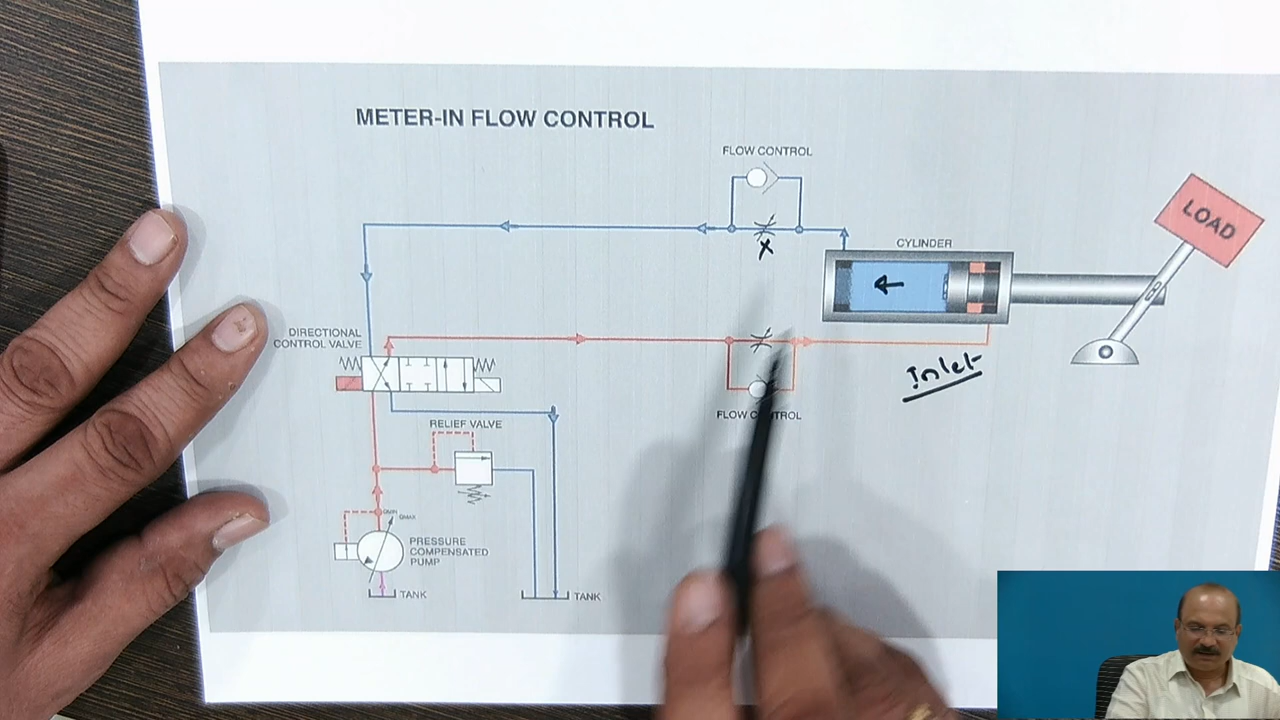 METER-IN FLOW CONTROL
FLOW CONTROL
X
CYLINDER
LOAD
DIRECTIONAL
CONTROL VALVE
Inlet
FLOW CONTROL
RELIEF VALVE
PRESSURE
COMPENSATED
PUMP
TANK
TANK